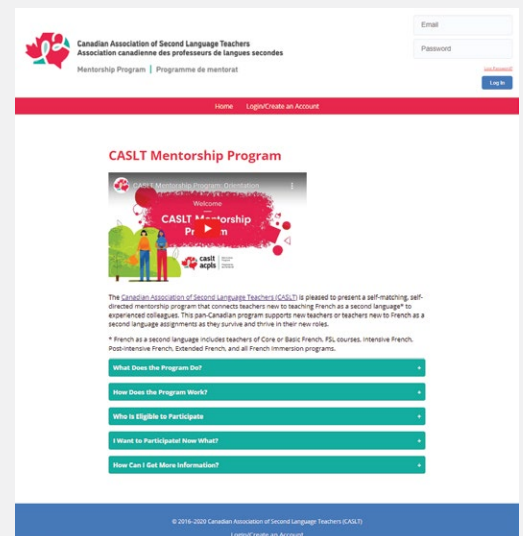 Email
Canadian Association of Second Language Teachers
Association canadienne des professeurs de langues secondes
Password
Mentorship Program | Programme de mentorat
Lost Password?
Log In
Home Login/Create an Account
CASLT Mentorship Program
CASLT Mentorship Program: Orientation
Welcome
CASLT Mentorship
Program
caslt
acpls
The Canadian Association of Second Language Teachers (CASLT) is pleased to present a self-matching, self-
directed mentorship program that connects teachers new to teaching French as a second language* to
experienced colleagues. This pan-Canadian program supports new teachers or teachers new to French as a
second language assignments as they survive and thrive in their new roles.
* French as a second language includes teachers of Core or Basic French, FSL courses, Intensive French,
Post-Intensive French, Extended French, and all French Immersion programs.
What Does the Program Do? +
How Does the Program Work? +
Who Is Eligible to Participate +
I Want to Participate! Now What? +
How Can I Get More Information? +
© 2016-2020 Canadian Association of Second Language Teachers (CASLT)
Login/Create an Account